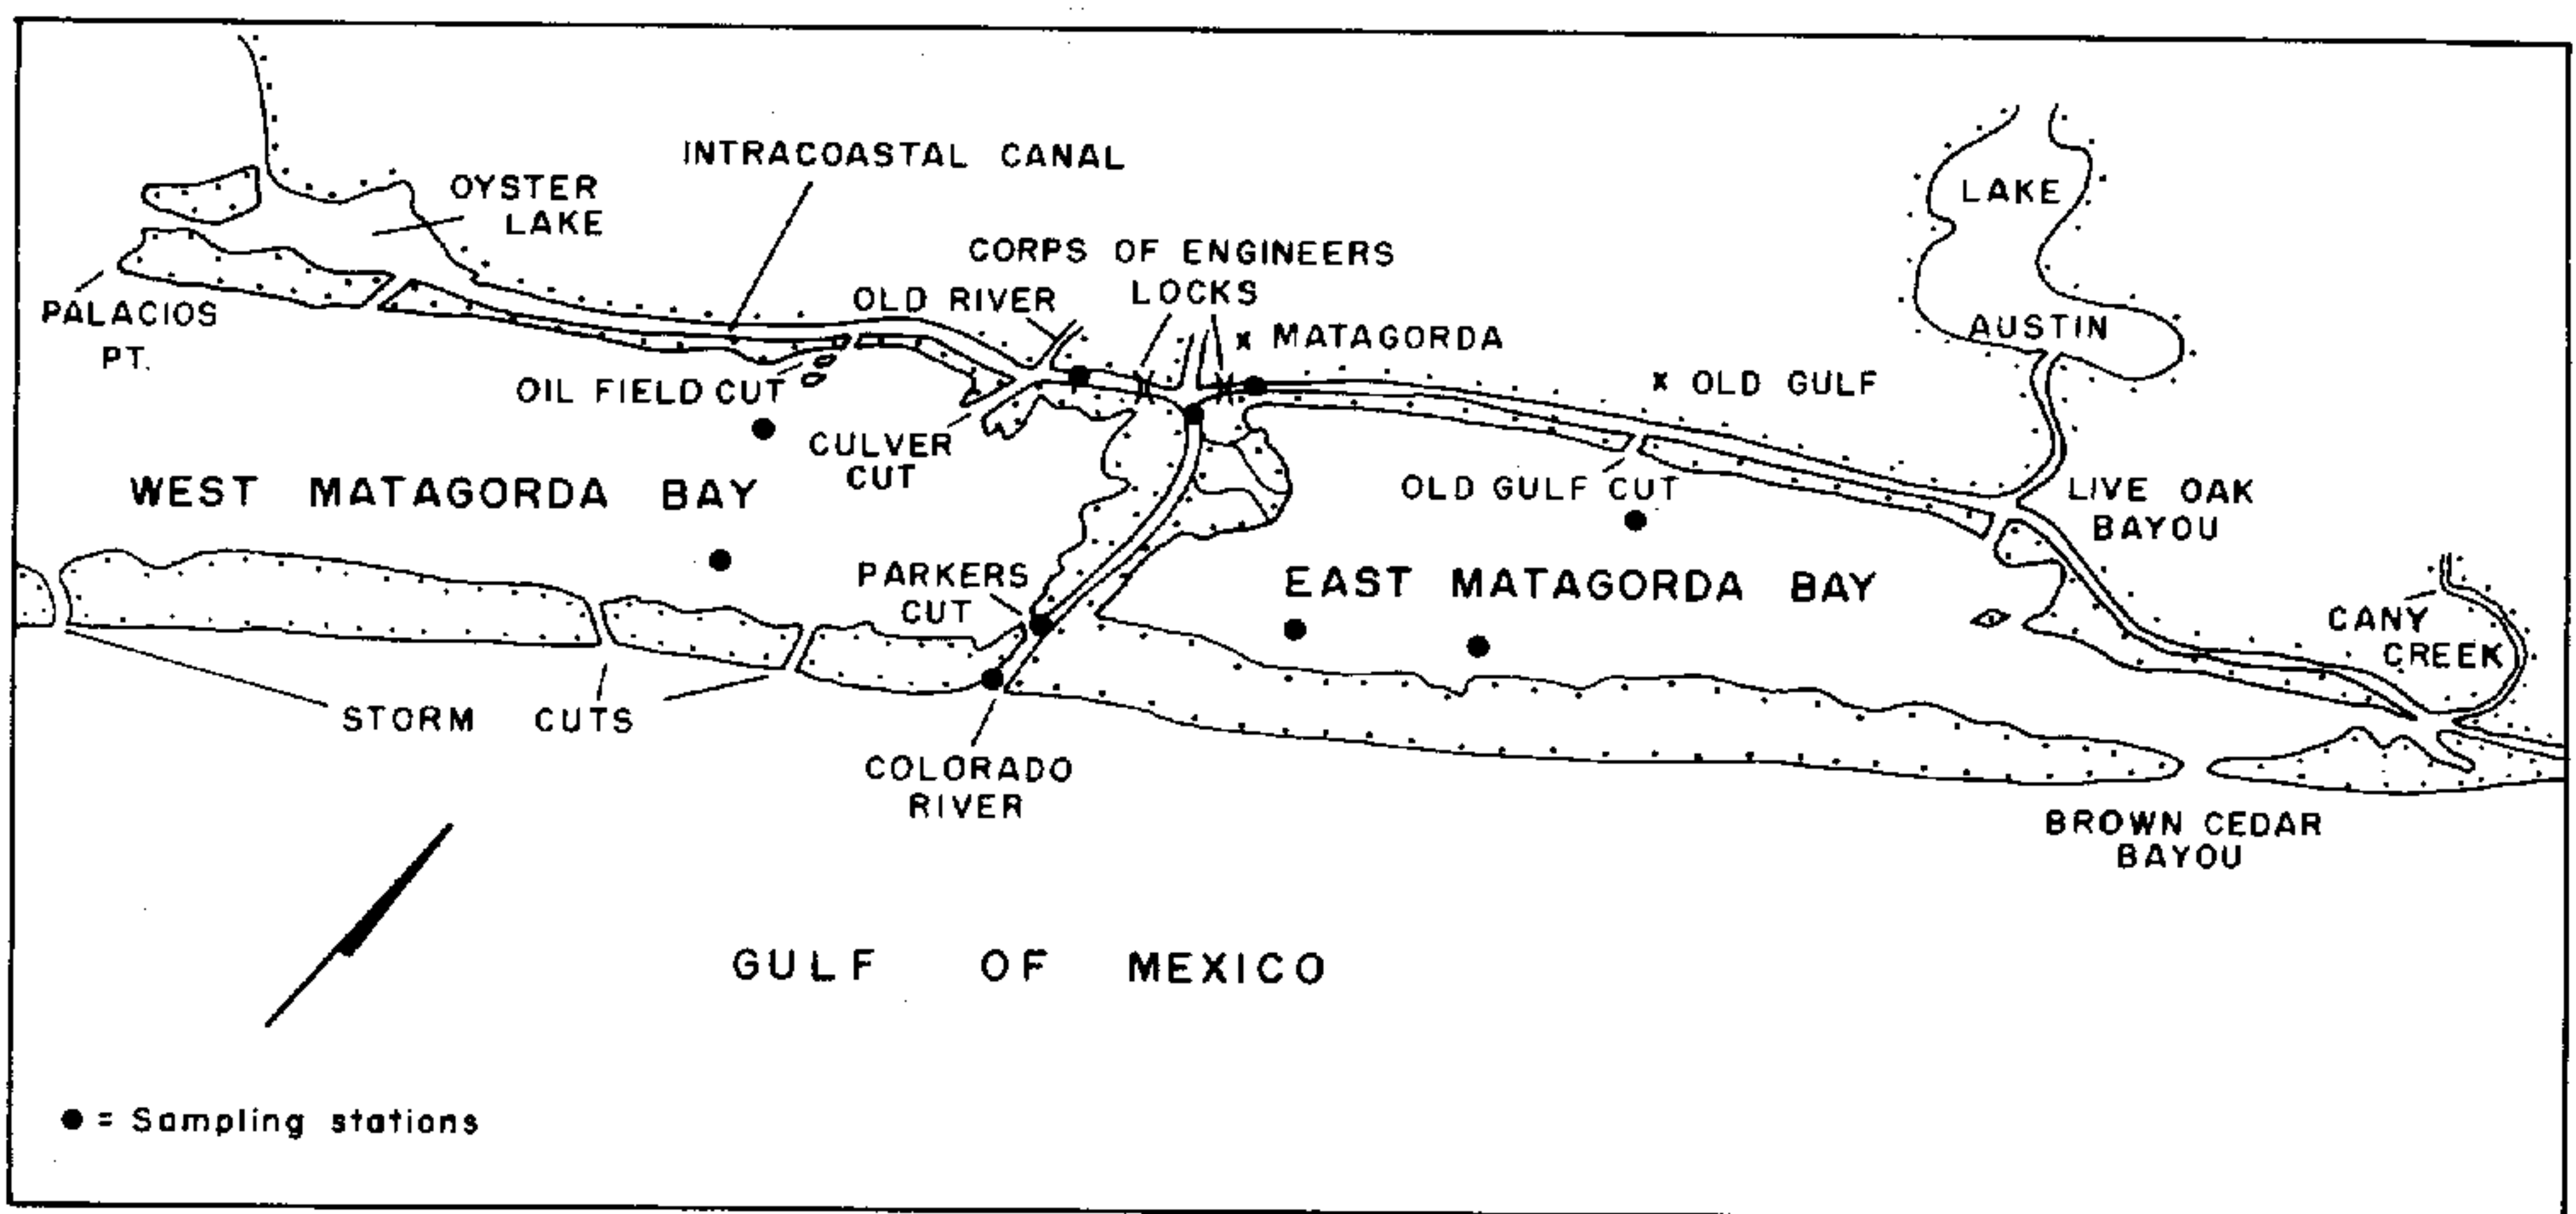 INTRACOASTAL CANAL
OYSTER
LAKE
LAKE
CORPS OF ENGINEERS
LOCKS
OLD RIVER
PALACIOS
PT.
x MATAGORDA
AUSTIN
OIL FIELD CUT
x OLD GULF
CULVER
CUT
WEST MATAGORDA BAY
OLD GULF CUT
LIVE OAK
BAYOU
PARKERS
CUT
EAST MATAGORDA BAY
CANY
CREEK
STORM CUTS
COLORADO
RIVER
BROWN CEDAR
BAYOU
GULF OF MEXICO
● = Sampling stations